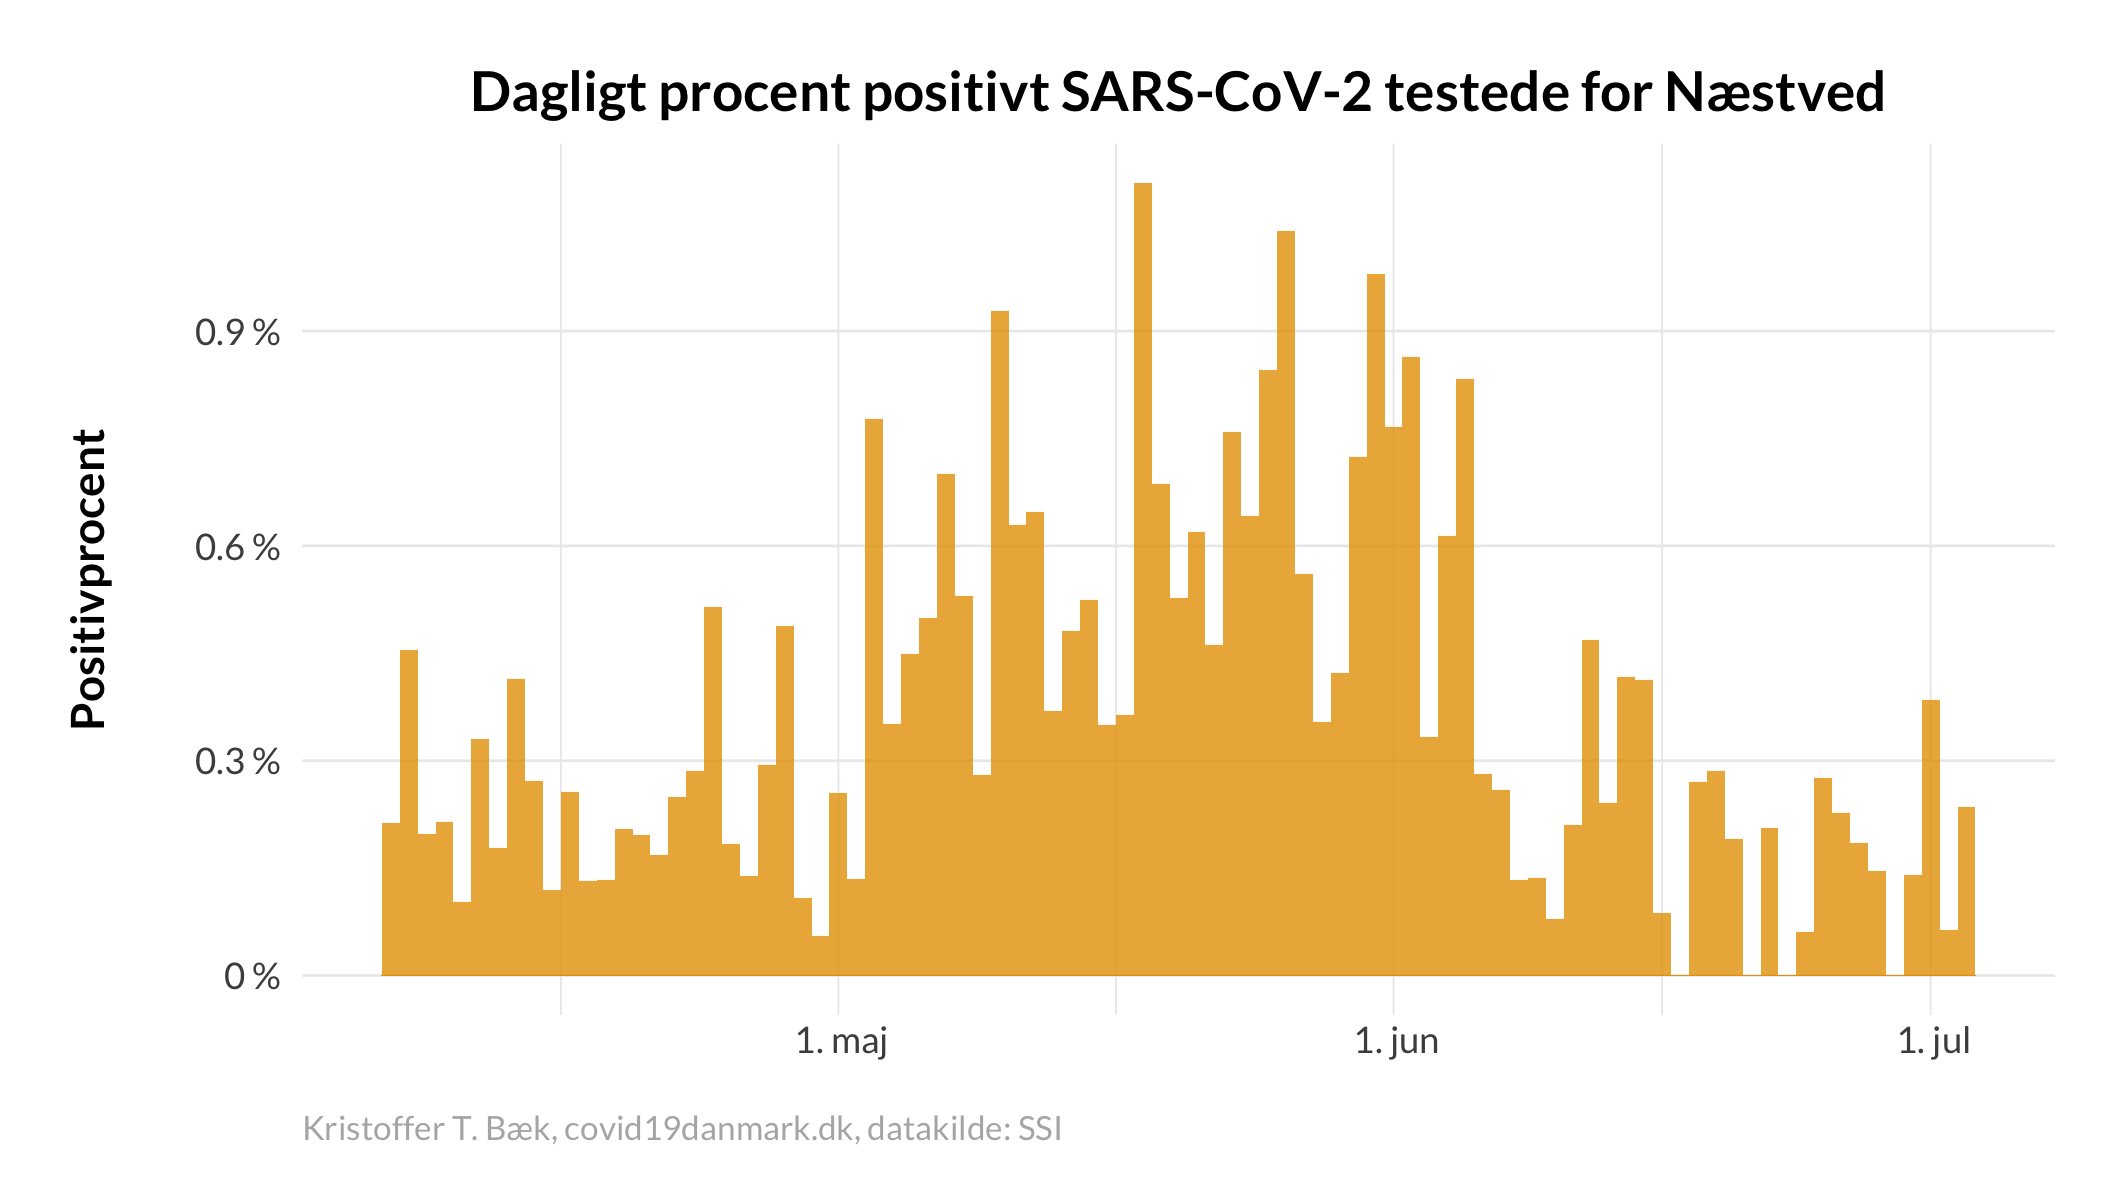 Dagligt procent positivt SARS-CoV-2 testede for Næstved
Positivprocent
0.9 %
0.6 %
0.3 %
0 %
1. maj
1. jun
1. jul
Kristoffer T. Bæk, covid19danmark.dk, datakilde: SSI